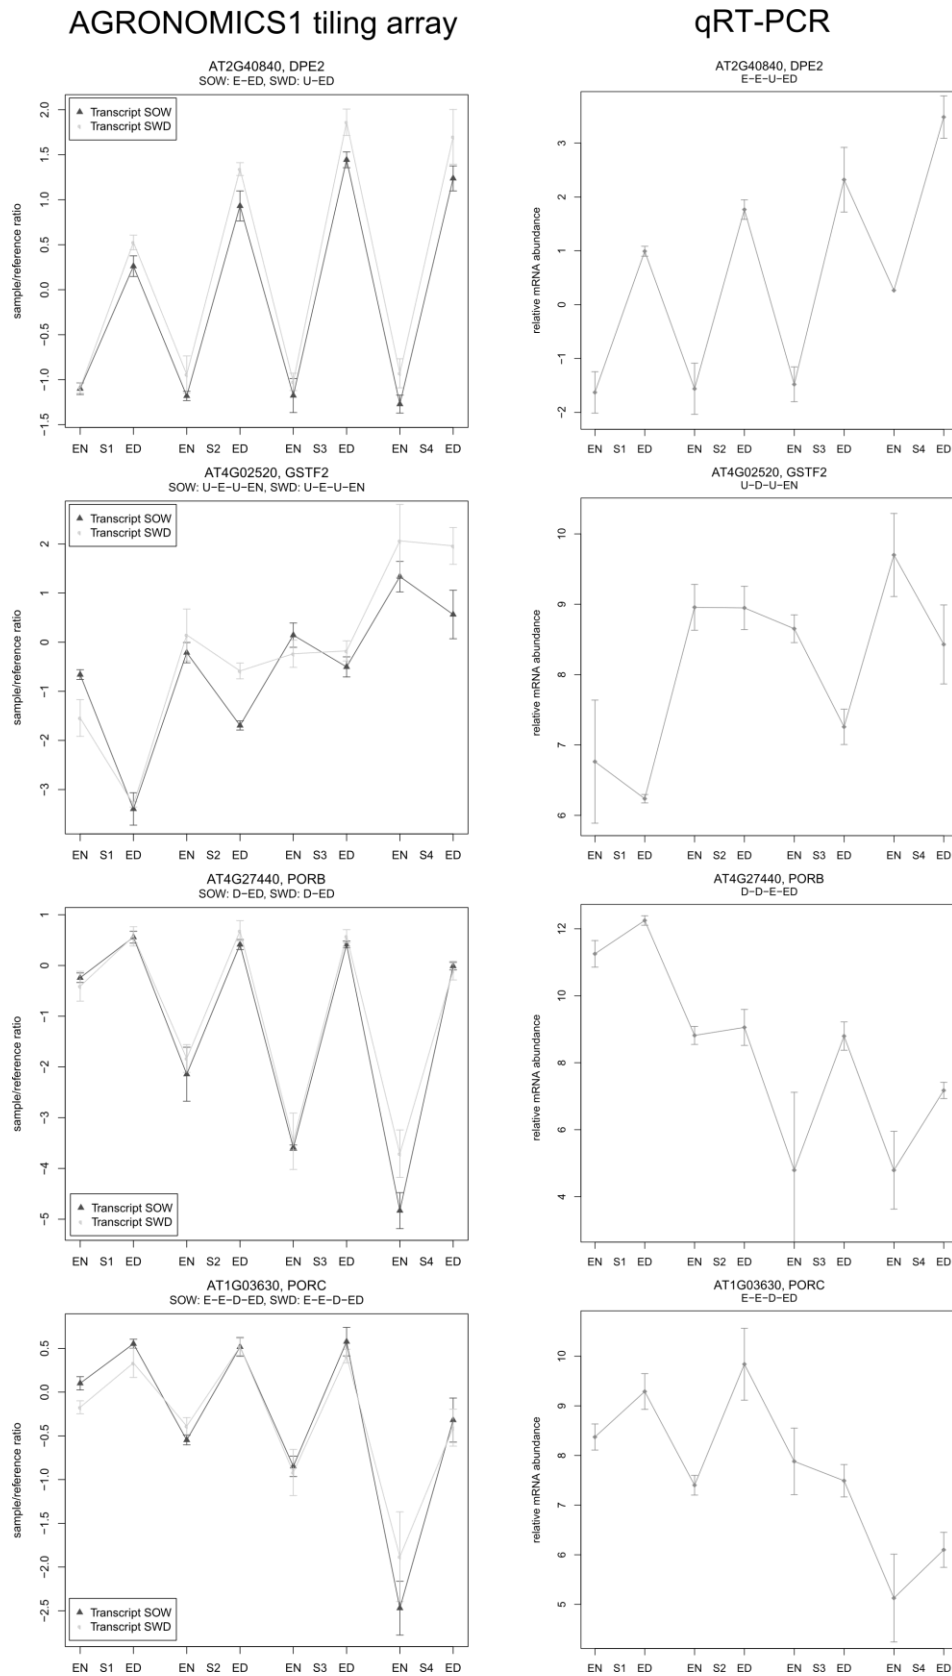 AGRONOMICS1 tiling array
qRT-PCR
AT2G40840, DPE2
SOW: E−ED, SWD: U−ED
Transcript SOW
Transcript SWD
sample/reference ratio
2.0
1.5
1.0
0.5
0.0
−1.0
−1.5
EN S1 ED EN S2 ED EN S3 ED EN S4 ED
AT2G40840, DPE2
E−E−U−ED
relative mRNA abundance
3
2
1
0
−1
−2
EN S1 ED EN S2 ED EN S3 ED EN S4 ED
AT4G02520, GSTF2
SOW: U−E−U−EN, SWD: U−E−U−EN
Transcript SOW
Transcript SWD
sample/reference ratio
2
1
0
−1
−2
−3
EN S1 ED EN S2 ED EN S3 ED EN S4 ED
AT4G02520, GSTF2
U−D−U−EN
relative mRNA abundance
10
9
8
7
6
EN S1 ED EN S2 ED EN S3 ED EN S4 ED
AT4G27440, PORB
SOW: D−ED, SWD: D−ED
sample/reference ratio
1
0
−1
−2
−3
−4
−5
Transcript SOW
Transcript SWD
EN S1 ED EN S2 ED EN S3 ED EN S4 ED
AT4G27440, PORB
D−D−E−ED
relative mRNA abundance
12
10
8
6
4
EN S1 ED EN S2 ED EN S3 ED EN S4 ED
AT1G03630, PORC
SOW: E−E−D−ED, SWD: E−E−D−ED
sample/reference ratio
0.5
0.0
−0.5
−1.0
−1.5
−2.0
−2.5
Transcript SOW
Transcript SWD
EN S1 ED EN S2 ED EN S3 ED EN S4 ED
AT1G03630, PORC
E−E−D−ED
relative mRNA abundance
10
9
8
7
6
5
EN S1 ED EN S2 ED EN S3 ED EN S4 ED